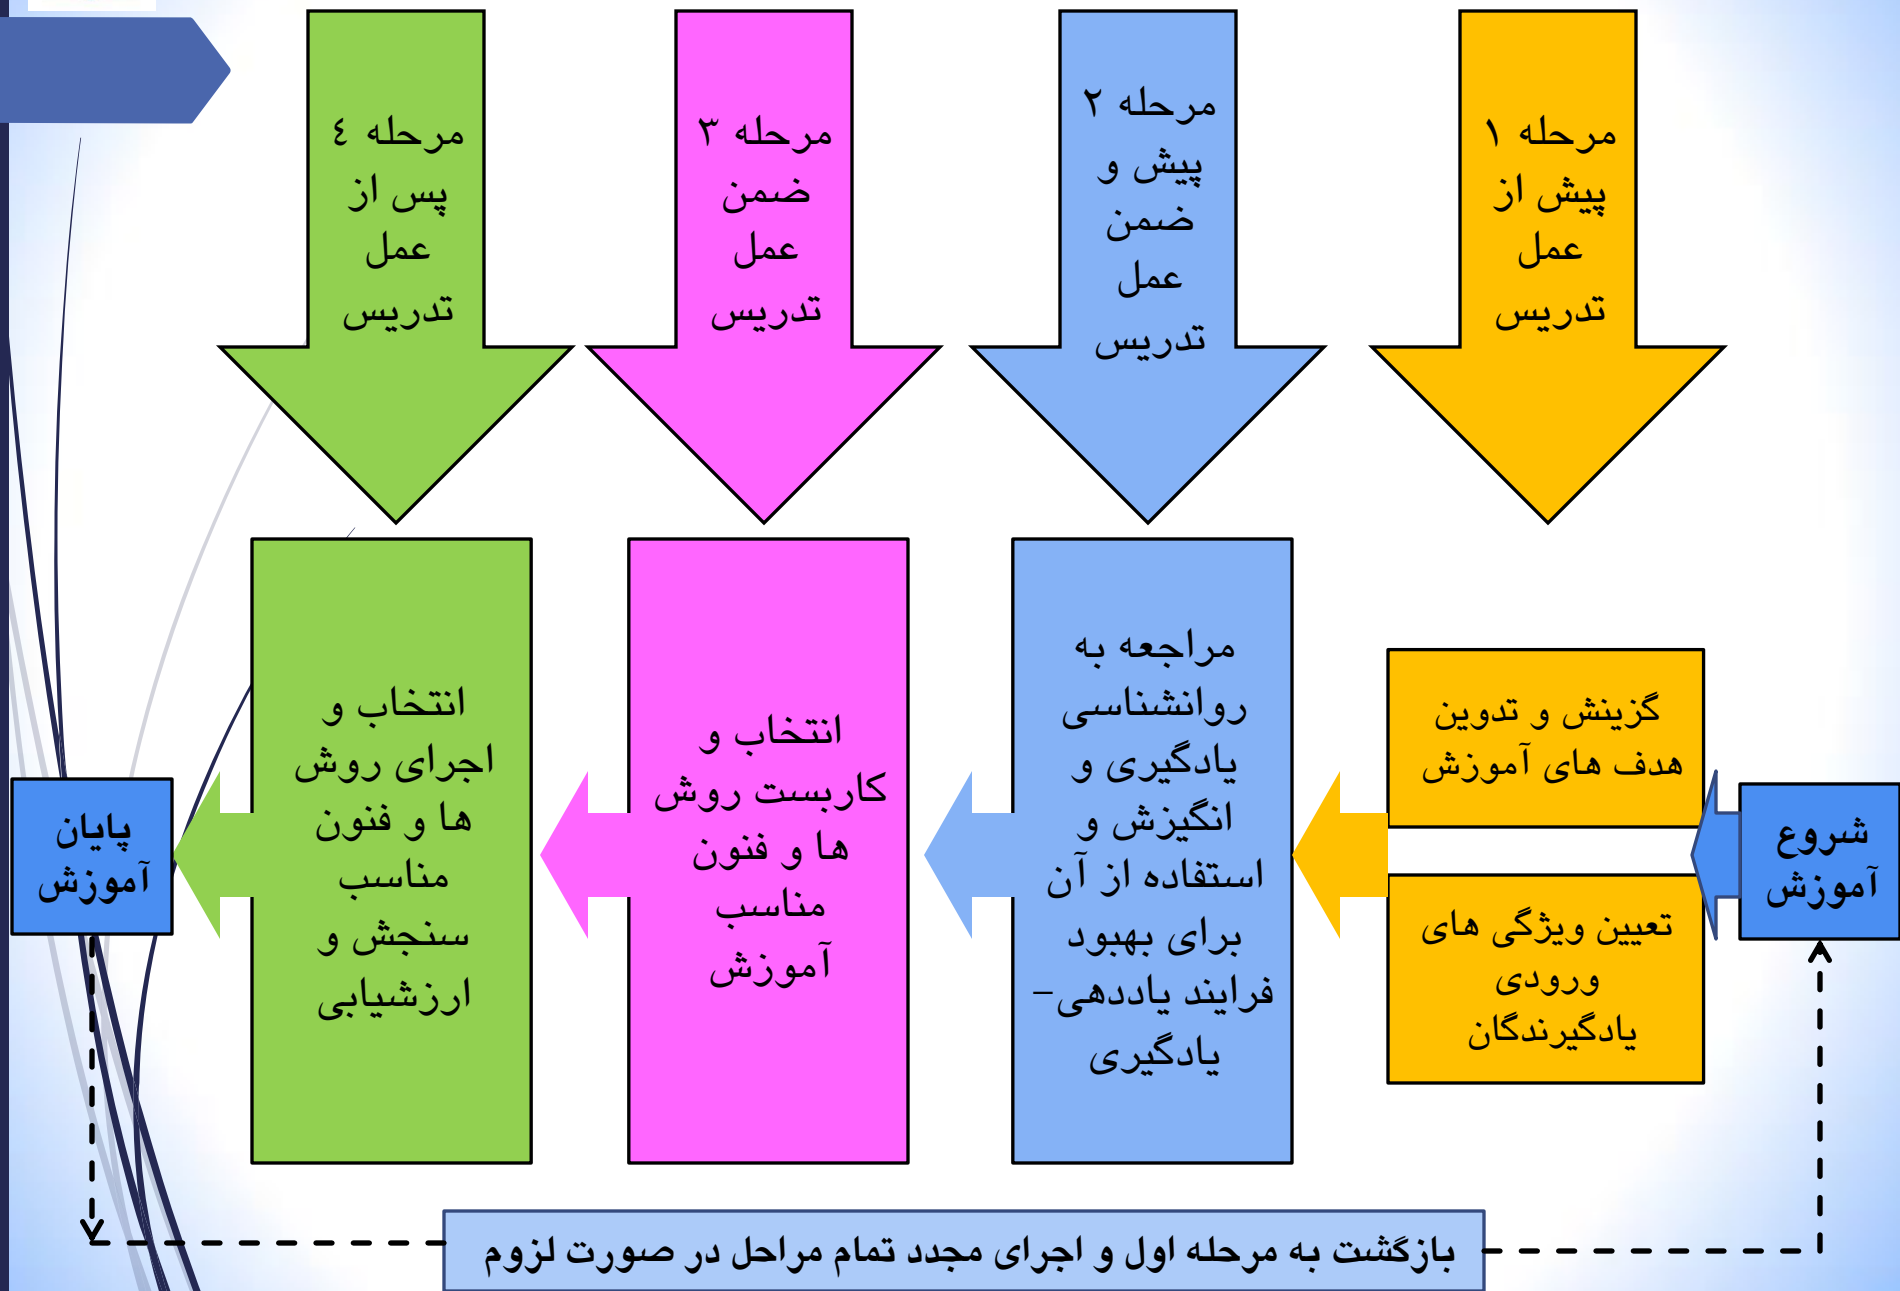 مرحله ۱
پیش از
عمل
تدریس
مرحله ۲
پیش و
ضمن
عمل
تدریس
مرحله ۳
ضمن
عمل
تدریس
مرحله ٤
پس از
عمل
تدریس
شروع
آموزش
گزینش و تدوین
هدف های آموزش
تعیین ویژگی های
ورودی
یادگیرندگان
مراجعه به
روانشناسی
یادگیری و
انگیزش و
استفاده از آن
برای بهبود
فرایند یاددهی–
یادگیری
انتخاب و
کاربست روش
ها و فنون
مناسب
آموزش
انتخاب و
اجرای روش
ها و فنون
مناسب
سنجش و
ارزشیابی
پایان
آموزش
بازگشت به مرحله اول و اجرای مجدد تمام مراحل در صورت لزوم